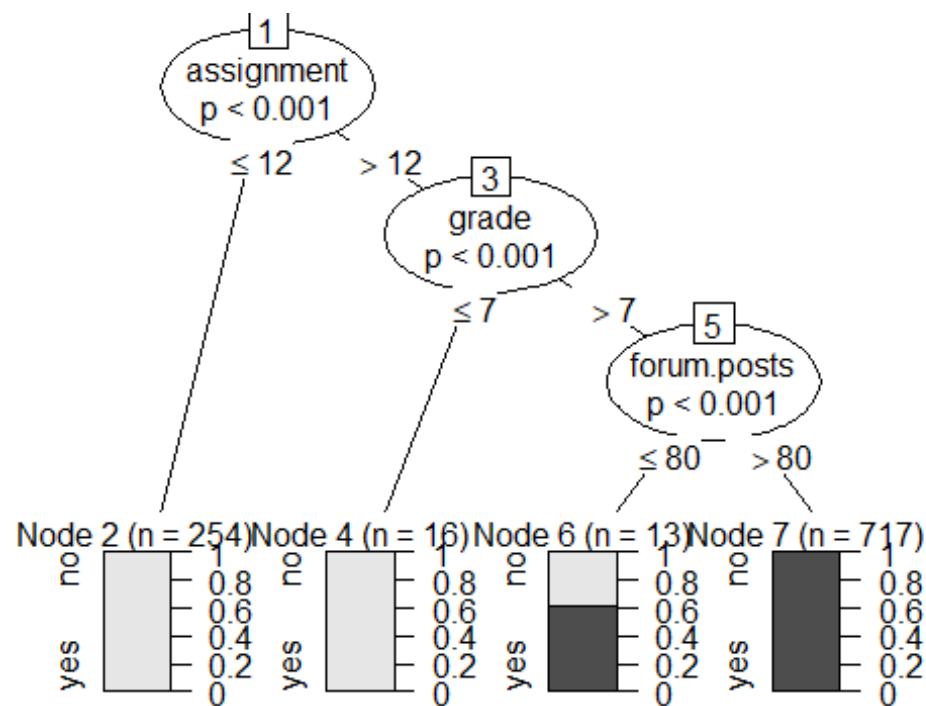 1
assignment
p < 0.001
≤ 12
> 12
3
grade
p < 0.001
≤ 7
> 7
5
forum.posts
p < 0.001
≤ 80
> 80
Node 2 (n = 254)
no
yes
1
0.8
0.6
0.4
0.2
0
Node 4 (n = 16)
no
yes
1
0.8
0.6
0.4
0.2
0
Node 6 (n = 13)
no
yes
1
0.8
0.6
0.4
0.2
0
Node 7 (n = 717)
no
yes
1
0.8
0.6
0.4
0.2
0